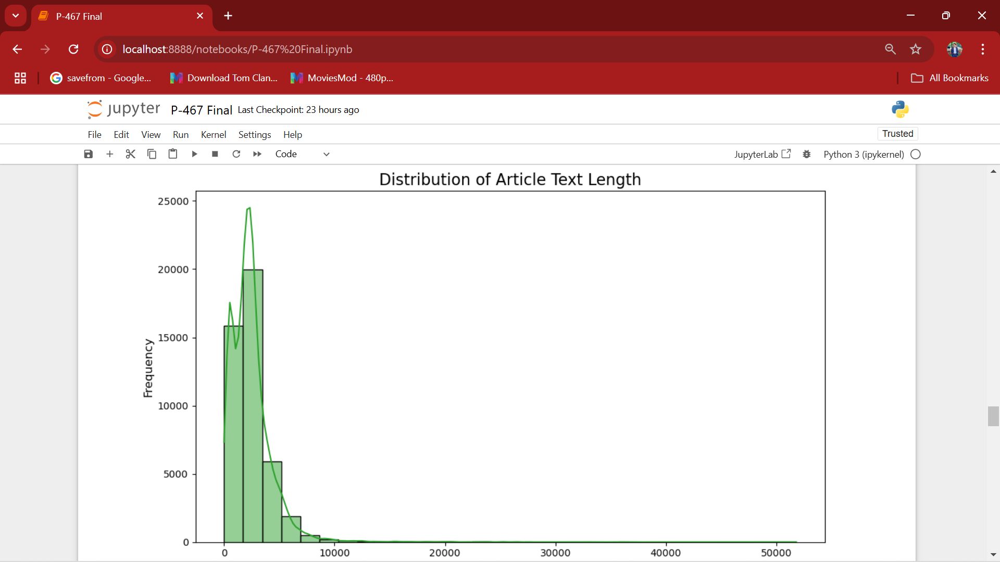 P-467 Final
localhost:8888/notebooks/P-467%20Final.ipynb
savefrom - Google... Download Tom Clan... MoviesMod - 480p... All Bookmarks
jupyter P-467 Final Last Checkpoint: 23 hours ago
File Edit View Run Kernel Settings Help Trusted
Code JupyterLab Python 3 (ipykernel)
Distribution of Article Text Length
25000
20000
15000
10000
5000
0
Frequency
0 10000 20000 30000 40000 50000